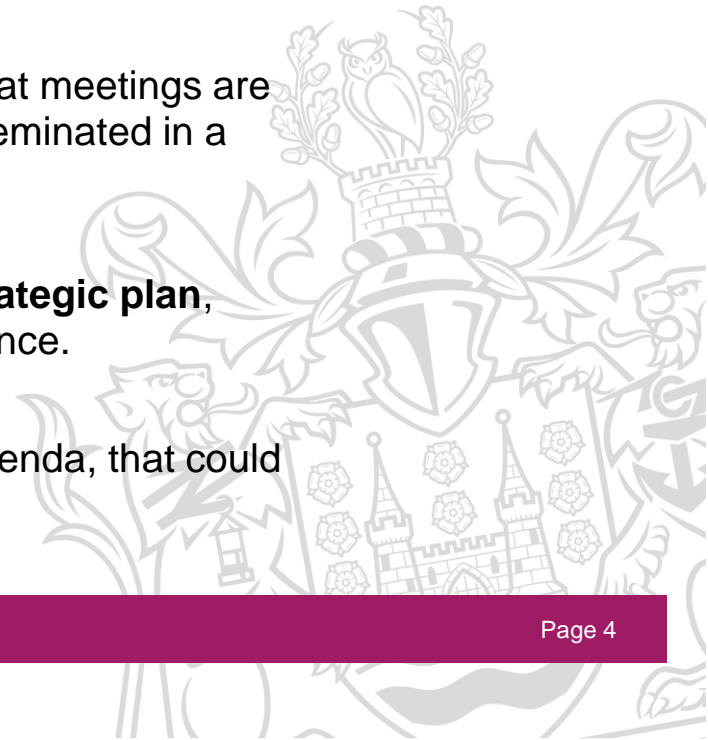 at meetings are
eminated in a
ategic plan,
nce.
enda, that could
Page 4